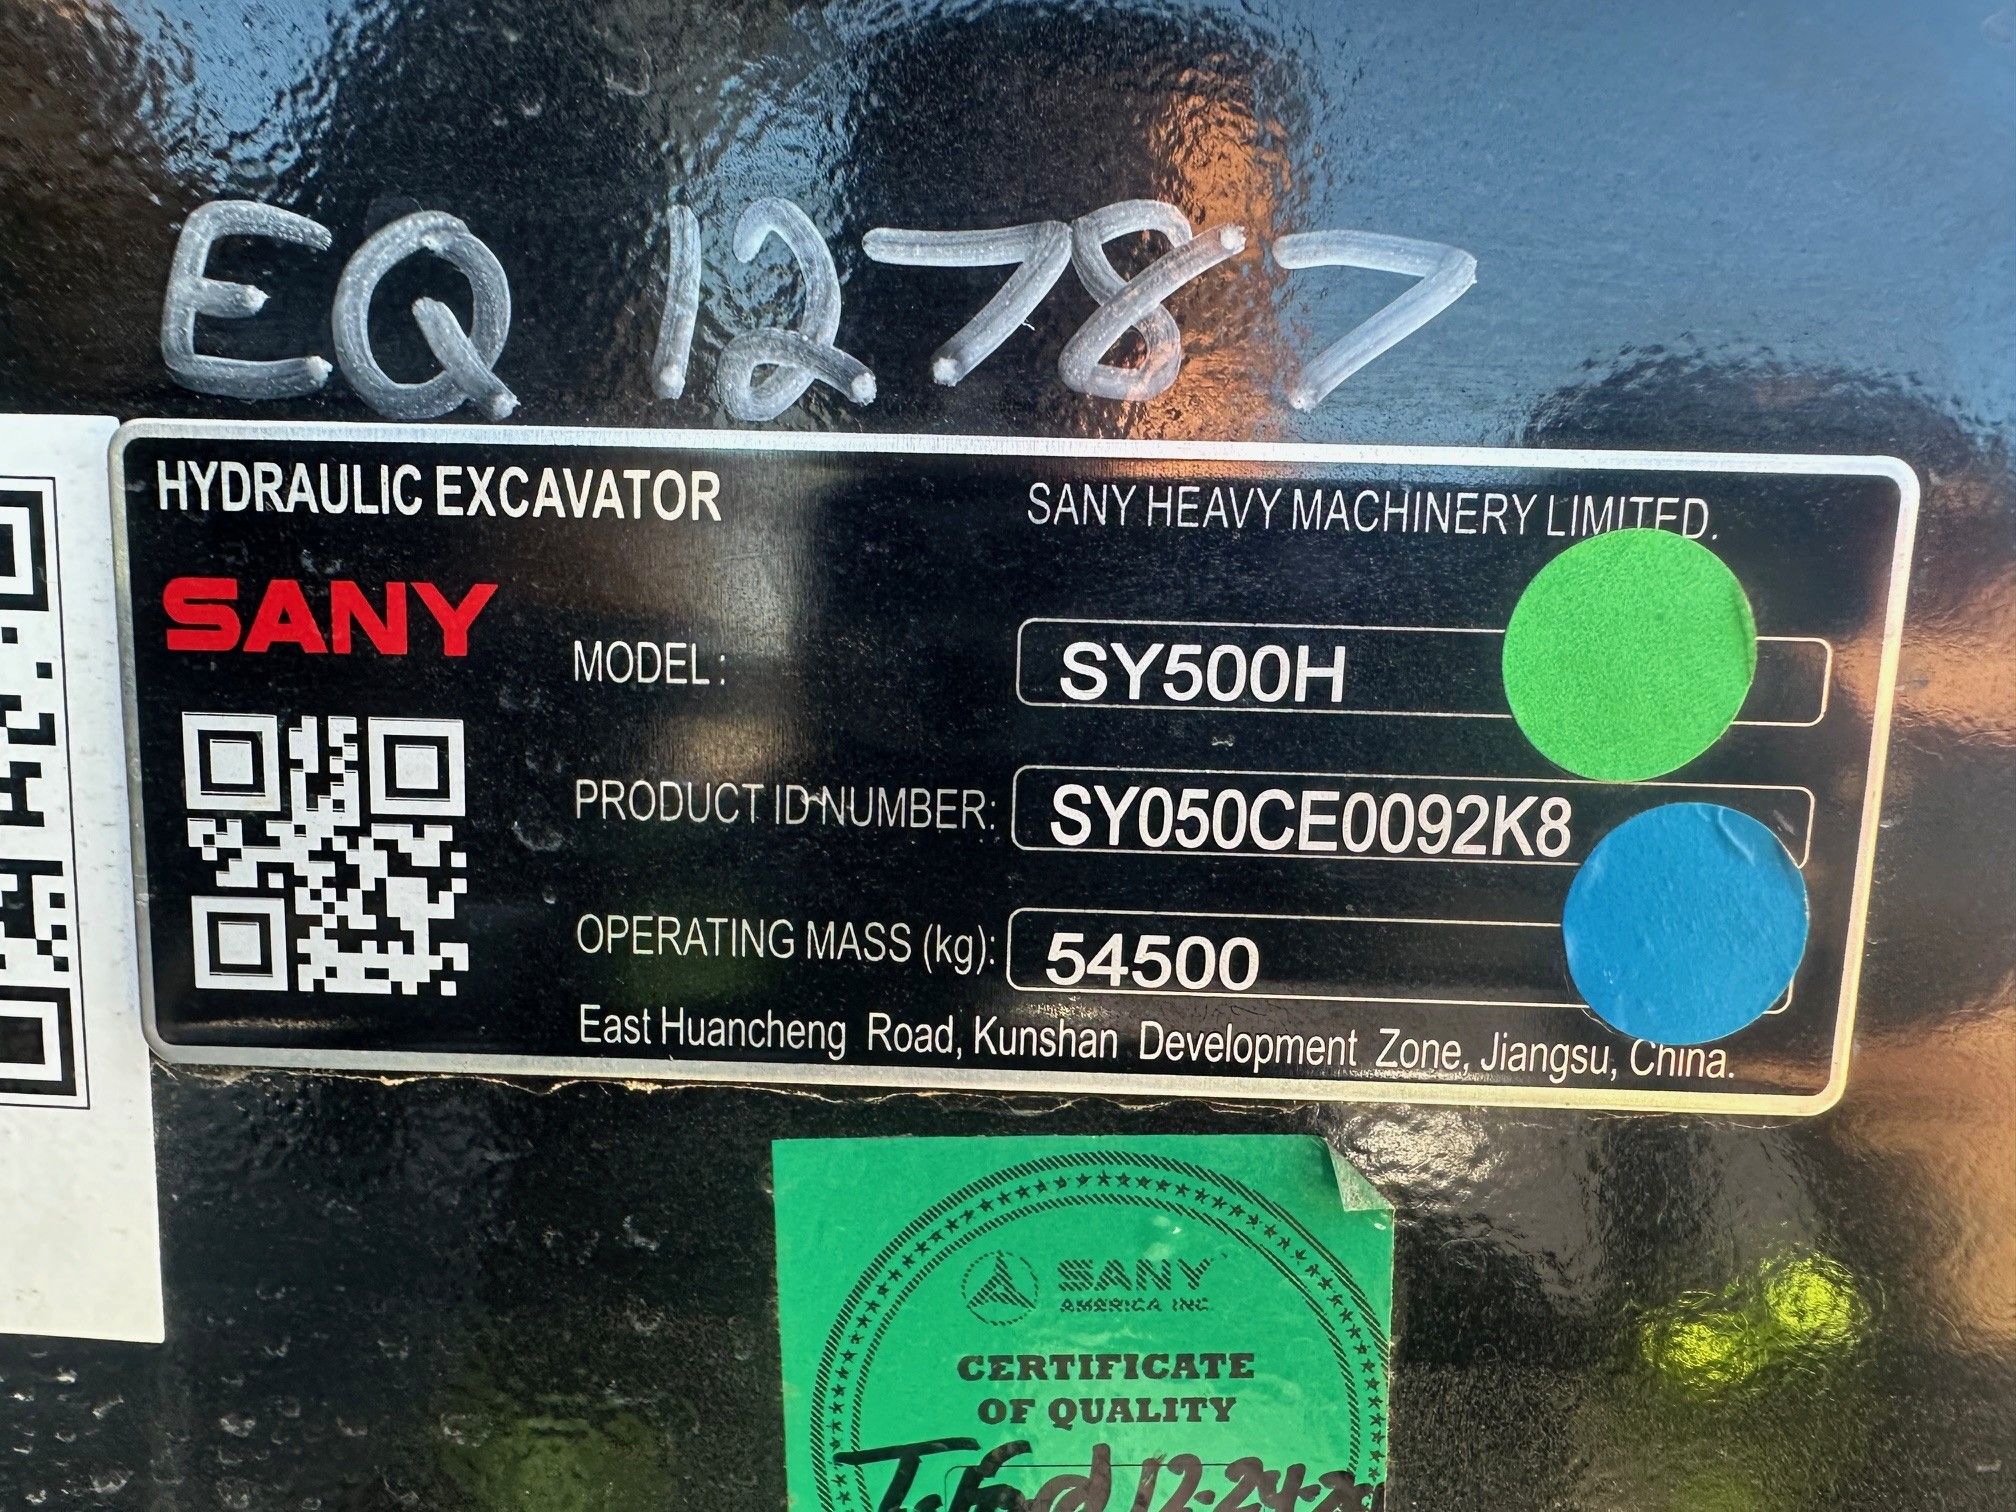 EQ 12787
HYDRAULIC EXCAVATOR
SANY HEAVY MACHINERY LIMITED.
SANY
MODEL: SY500H
PRODUCT ID NUMBER: SY050CE0092K8
OPERATING MASS (kg): 54500
East Huancheng Road, Kunshan Development Zone, Jiangsu, China.
SANY
AMERICA INC
CERTIFICATE
OF QUALITY